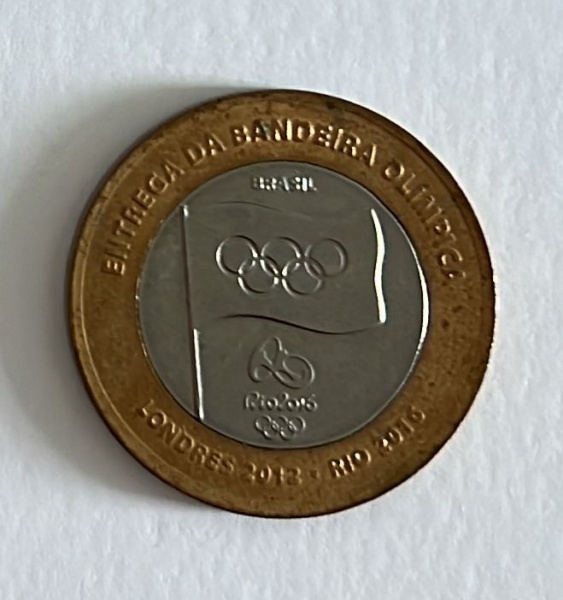 ENTREGA DA BANDEIRA OLÍMPICA
BRASIL
Rio2016
LONDRES 2012 • RIO 2016